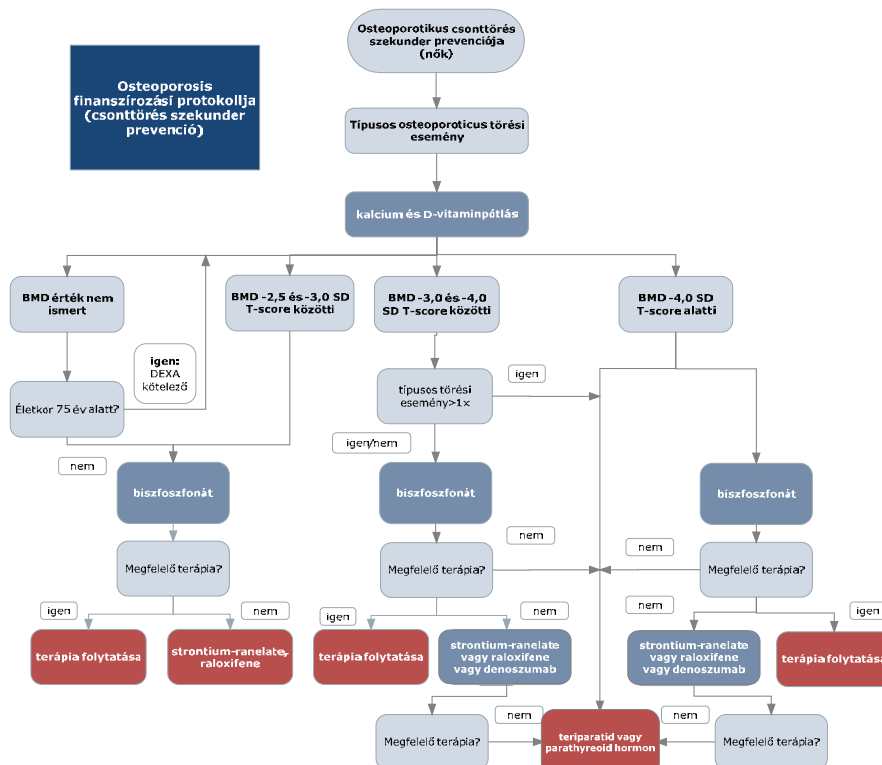 Osteoporotikus csonttörés
szekunder prevenciója
(nők)
Osteoporosis
finanszírozási protokollja
(csonttörés szekunder
prevenció)
Típusos osteoporoticus törési
esemény
kalcium és D-vitaminpótlás
BMD érték nem
ismert
BMD -2,5 és -3,0 SD
T-score közötti
BMD -3,0 és -4,0
SD T-score közötti
BMD -4,0 SD
T-score alatti
igen:
DEXA
kötelező
igen
Életkor 75 év alatt?
típusos törési
esemény>1x
igen/nem
nem
biszfoszfonát
biszfoszfonát
biszfoszfonát
nem
nem
Megfelelő terápia?
Megfelelő terápia?
Megfelelő terápia?
igen
nem
igen
nem
nem
igen
terápia folytatása
strontium-ranelate,
raloxifene
terápia folytatása
strontium-ranelate
vagy raloxifene
vagy denoszumab
strontium-ranelate
vagy raloxifene
vagy denoszumab
terápia folytatása
nem
nem
Megfelelő terápia?
teriparatid vagy
parathyreoid hormon
Megfelelő terápia?